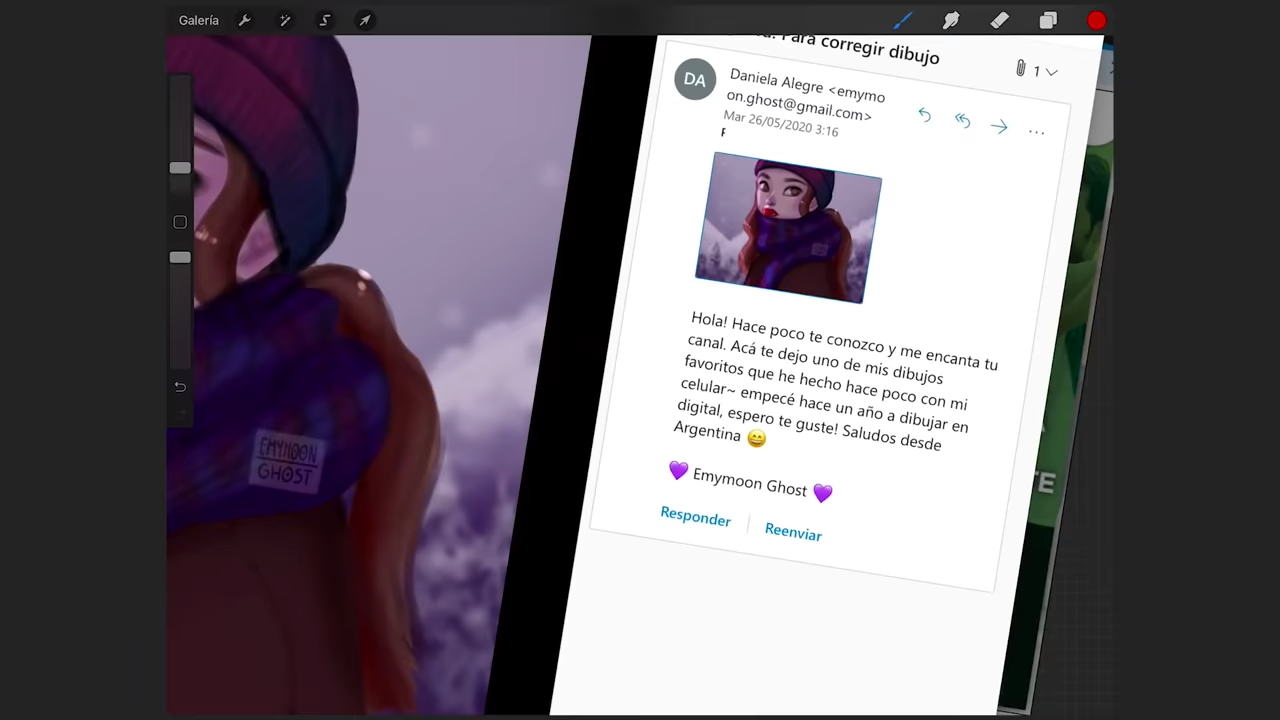 Galería
Para corregir dibujo
1
DA
Daniela Alegre <emymo
on.ghost@gmail.com>
Mar 26/05/2020 3:16
Hola! Hace poco te conozco y me encanta tu
canal. Acá te dejo uno de mis dibujos
favoritos que he hecho hace poco con mi
celular~ empecé hace un año a dibujar en
digital, espero te guste! Saludos desde
Argentina 😄
💜 Emymoon Ghost 💜
Responder
Reenviar
EMYMOON
GHOST
TE